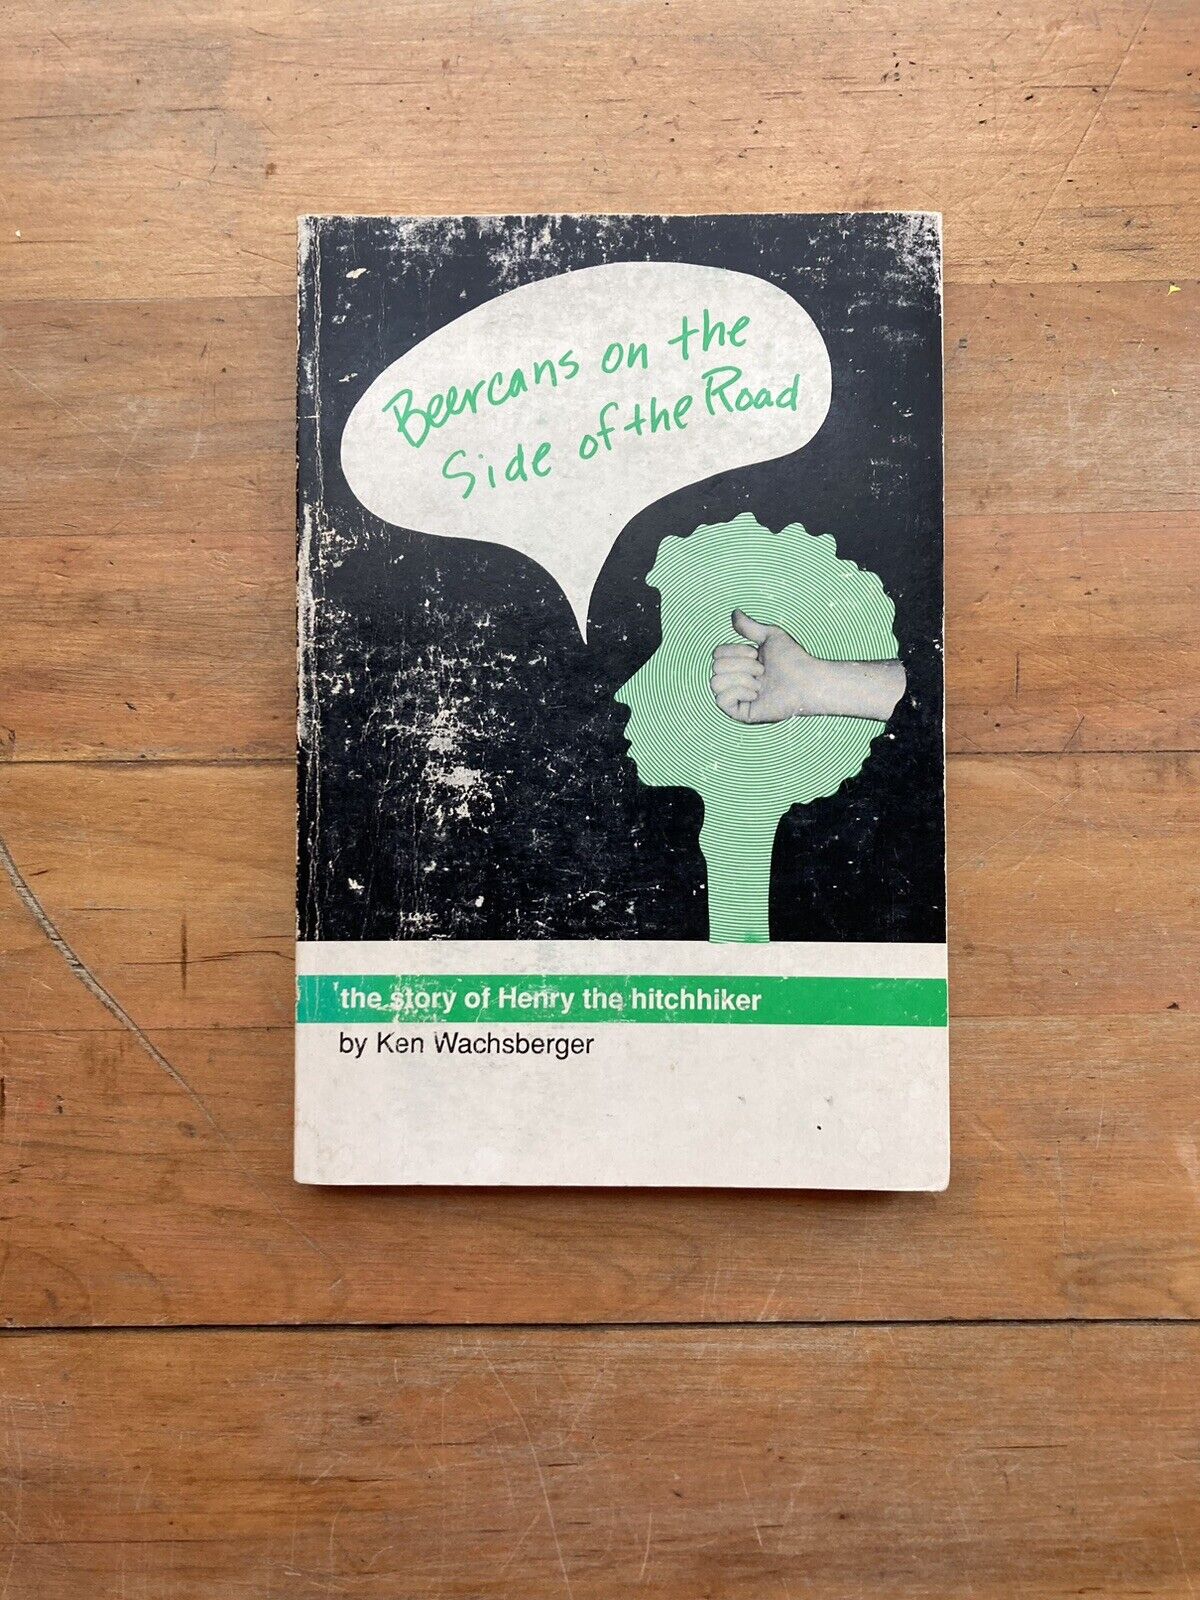 Beercans on the
Side of the Road
the story of Henry the hitchhiker
by Ken Wachsberger